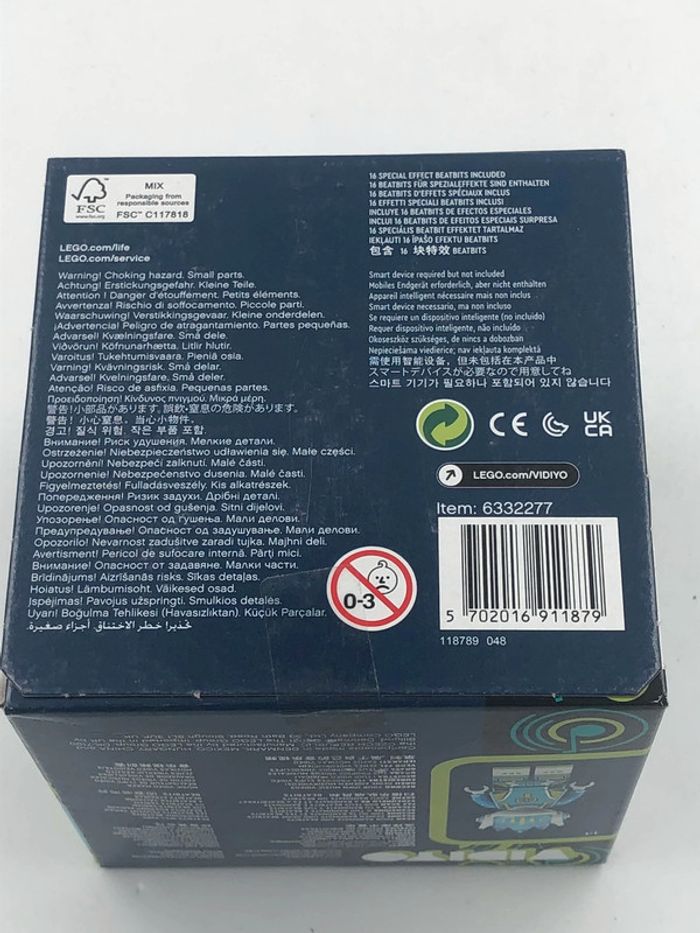 FSC
www.fsc.org
MIX
Packaging from
responsible sources
FSC™ C117818
LEGO.com/life
LEGO.com/service
Warning! Choking hazard. Small parts.
Achtung! Erstickungsgefahr. Kleine Teile.
Attention ! Danger d'étouffement. Petits éléments.
Avvertenza! Rischio di soffocamento. Piccole parti.
Waarschuwing! Verstikkingsgevaar. Kleine onderdelen.
¡Advertencia! Peligro de atragantamiento. Partes pequeñas.
Advarsel! Kvælningsfare. Små dele.
Viðvörun! Köfnunarhætta. Litlir hlutir.
Varoitus! Tukehtumisvaara. Pieniä osia.
Varning! Kvävningsrisk. Små delar.
Advarsel! Kvelningsfare. Små deler.
Atenção! Risco de asfixia. Pequenas partes.
Προειδοποίηση! Κίνδυνος πνιγμού. Μικρά μέρη.
警告!小部品があります。誤飲・窒息の危険があります。
警告！小心窒息。当心小物件。
경고! 질식 위험. 작은 부품 포함.
Внимание! Риск удушения. Мелкие детали.
Ostrzeżenie! Niebezpieczeństwo udławienia się. Małe części.
Upozornění! Nebezpečí zalknutí. Malé části.
Upozornenie! Nebezpečenstvo dusenia. Malé časti.
Figyelmeztetés! Fulladásveszély. Kis alkatrészek.
Попередження! Ризик задухи. Дрібні деталі.
Upozorenje! Opasnost od gušenja. Sitni dijelovi.
Упозорење! Опасност од гушења. Мали делови.
Предупредување! Опасност од задушување. Мали делови.
Opozorilo! Nevarnost zadušitve zaradi tujka. Majhni deli.
Avertisment! Pericol de sufocare internă. Părți mici.
Внимание! Опасност от задавяне. Малки части.
Brīdinājums! Aizrīšanās risks. Sīkas detaļas.
Hoiatus! Lämbumisoht. Väikesed osad.
Įspėjimas! Pavojus užspringti. Smulkios detalės.
Uyarı! Boğulma Tehlikesi (Havasızlıktan). Küçük Parçalar.
تحذير! خطر الاختناق. أجزاء صغيرة.
16 SPECIAL EFFECT BEATBITS INCLUDED
16 BEATBITS FÜR SPEZIALEFFEKTE SIND ENTHALTEN
16 BEATBITS D'EFFETS SPÉCIAUX INCLUS
16 EFFETTI SPECIALI BEATBITS INCLUSI
INCLUYE 16 BEATBITS DE EFECTOS ESPECIALES
INCLUI 16 BEATBITS DE EFEITOS ESPECIAIS SURPRESA
16 SPECIÁLIS BEATBIT EFFEKTET TARTALMAZ
IEKĻAUTI 16 ĪPAŠO EFEKTU BEATBITS
包含 16 块特效 BEATBITS
Smart device required but not included
Mobiles Endgerät erforderlich, aber nicht enthalten
Appareil intelligent nécessaire mais non inclus
Smart device necessario, ma non incluso
Se requiere un dispositivo inteligente (no incluido)
Requer dispositivo inteligente, não incluído
Okoseszköz szükséges, de nincs a dobozban
Nepieciešama viedierīce; nav iekļauta komplektā
需使用智能设备，但未包括在本产品中
スマートデバイスが必要なので用意してね
스마트 기기가 필요하나 포함되어 있지 않습니다
CE
UK
CA
LEGO.com/VIDIYO
Item: 6332277
0-3
5 702016 911879
118789 048
VIDIYO